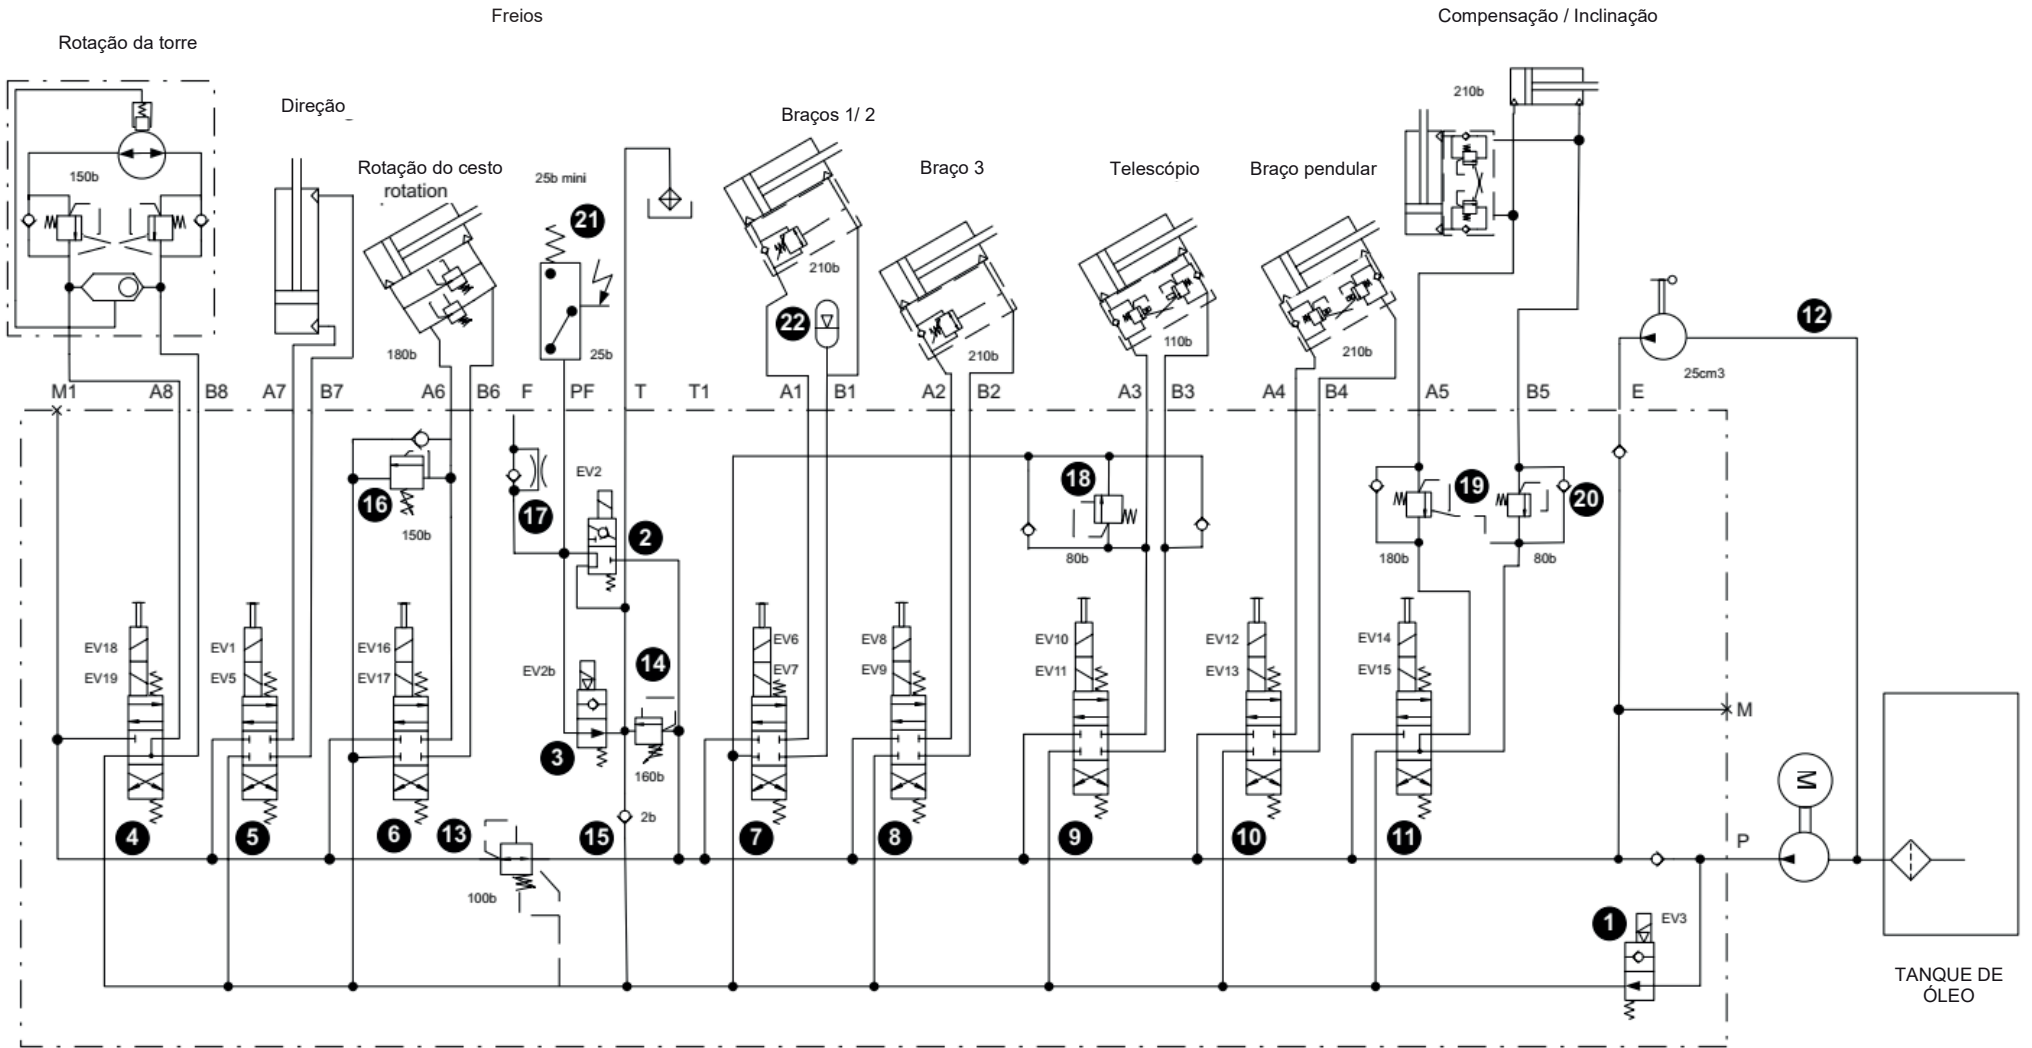 Freios
Compensação / Inclinação
Rotação da torre
Direção_
Braços 1/ 2
Rotação do cesto
rotation
Braço 3
Telescópio
Braço pendular
150b
25b mini
210b
21
22
12
180b
25b
210b
210b
110b
210b
25cm3
M1
A8
B8
A7
B7
A6
B6
F
PF
T
T1
A1
B1
A2
B2
A3
B3
A4
B4
A5
B5
E
16
150b
17
EV2
2
18
80b
19
20
180b
80b
EV18
EV19
EV1
EV5
EV16
EV17
EV2b
14
EV6
EV7
EV8
EV9
EV10
EV11
EV12
EV13
EV14
EV15
M
3
160b
M
4
5
6
13
15
2b
7
8
9
10
11
P
100b
1
EV3
TANQUE DE
ÓLEO